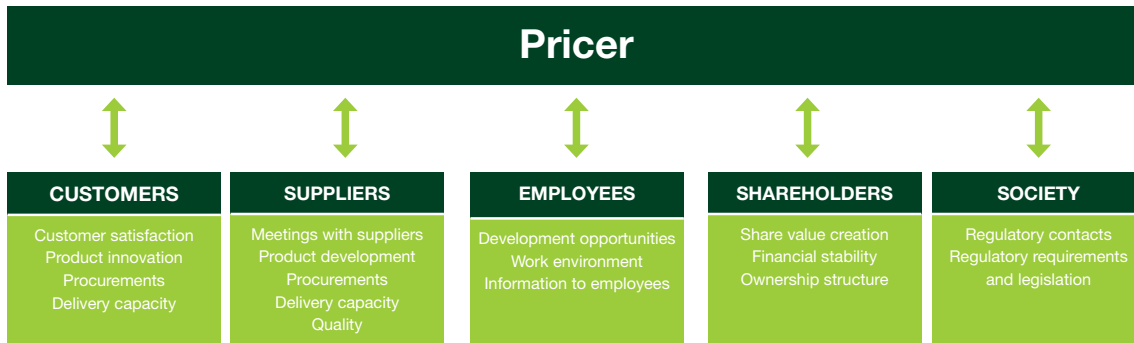 Pricer
CUSTOMERS
Customer satisfaction
Product innovation
Procurements
Delivery capacity
SUPPLIERS
Meetings with suppliers
Product development
Procurements
Delivery capacity
Quality
EMPLOYEES
Development opportunities
Work environment
Information to employees
SHAREHOLDERS
Share value creation
Financial stability
Ownership structure
SOCIETY
Regulatory contacts
Regulatory requirements
and legislation